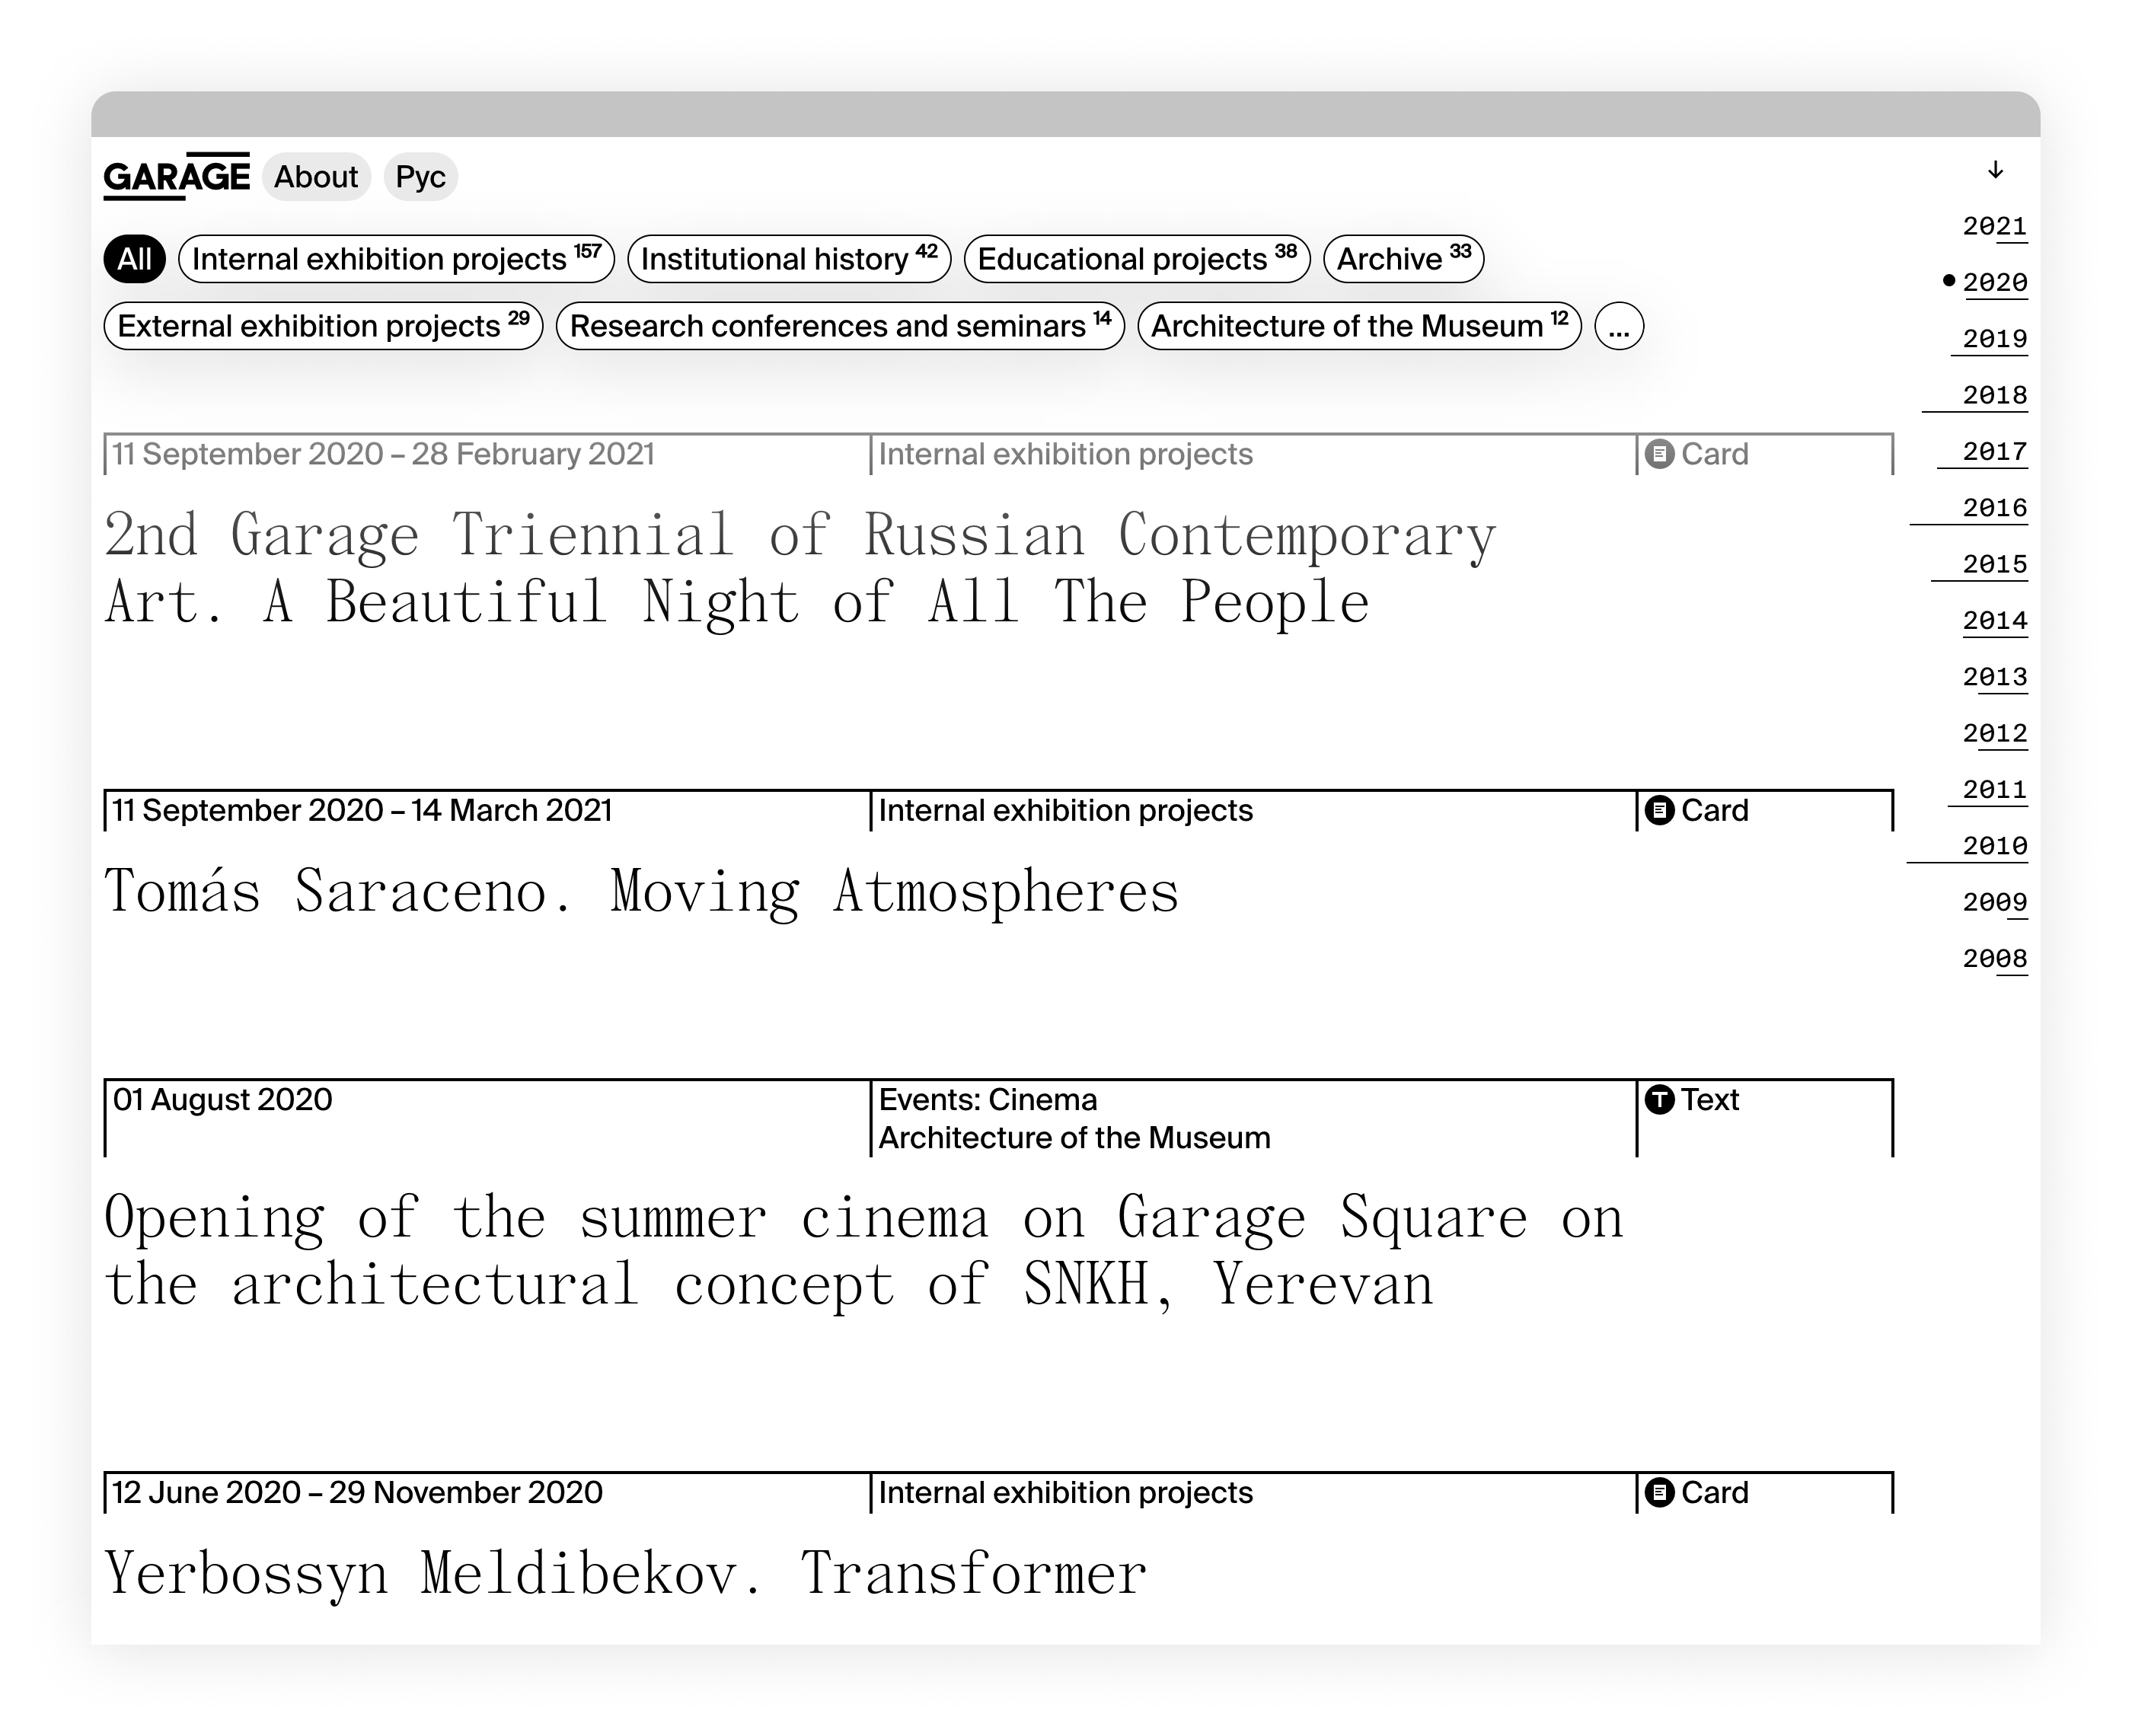 GARAGE About Рус
↓
All Internal exhibition projects 157 Institutional history 42 Educational projects 38 Archive 33
External exhibition projects 29 Research conferences and seminars 14 Architecture of the Museum 12 ...
11 September 2020 – 28 February 2021 Internal exhibition projects Card
2nd Garage Triennial of Russian Contemporary
Art. A Beautiful Night of All The People
11 September 2020 – 14 March 2021 Internal exhibition projects Card
Tomás Saraceno. Moving Atmospheres
01 August 2020 Events: Cinema T Text
Architecture of the Museum
Opening of the summer cinema on Garage Square on
the architectural concept of SNKH, Yerevan
12 June 2020 – 29 November 2020 Internal exhibition projects Card
Yerbossyn Meldibekov. Transformer
2021
2020
2019
2018
2017
2016
2015
2014
2013
2012
2011
2010
2009
2008